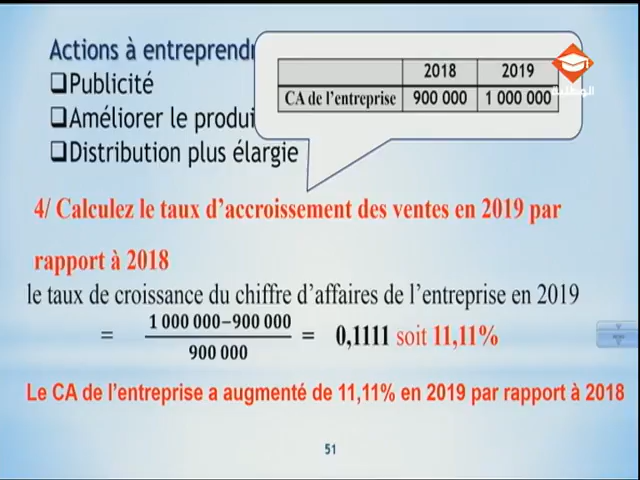 Actions à entreprendr
❑Publicité
❑Améliorer le produi
❑Distribution plus élargie
2018 2019
CA de l’entreprise 900 000 1 000 000
الوطنية
4/ Calculez le taux d’accroissement des ventes en 2019 par
rapport à 2018
le taux de croissance du chiffre d’affaires de l’entreprise en 2019
= 1 000 000−900 000 / 900 000 = 0,1111 soit 11,11%
Le CA de l’entreprise a augmenté de 11,11% en 2019 par rapport à 2018
51